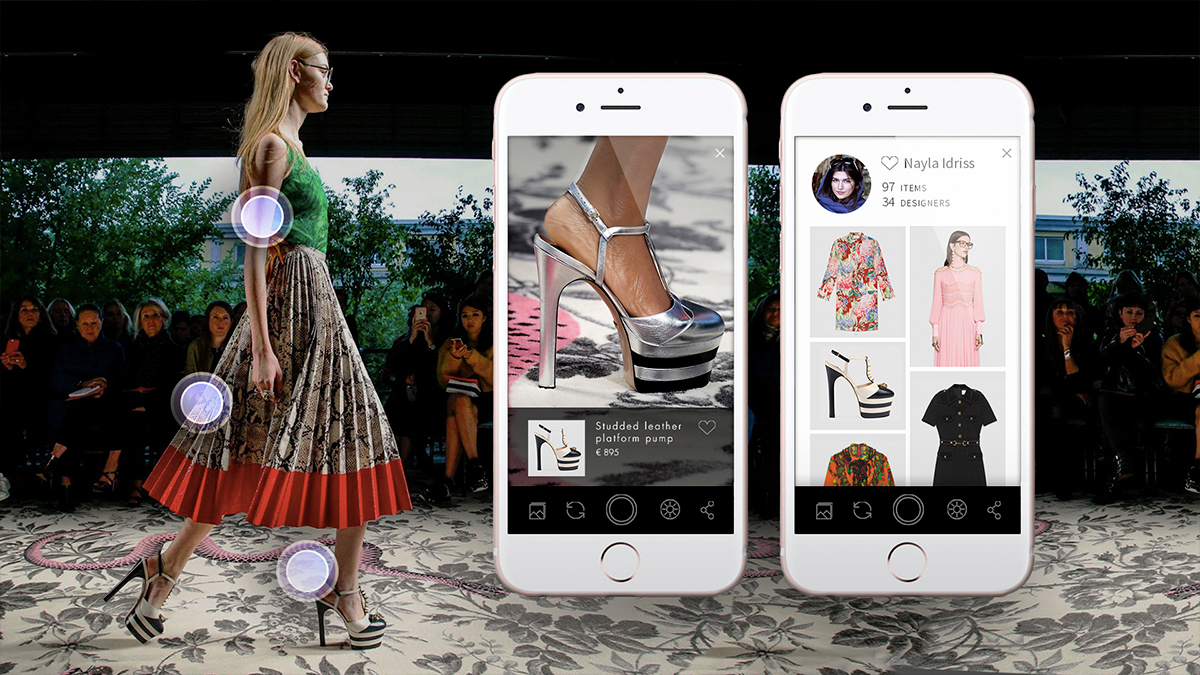 Studded leather
platform pump
€ 895
Nayla Idriss
97 ITEMS
34 DESIGNERS